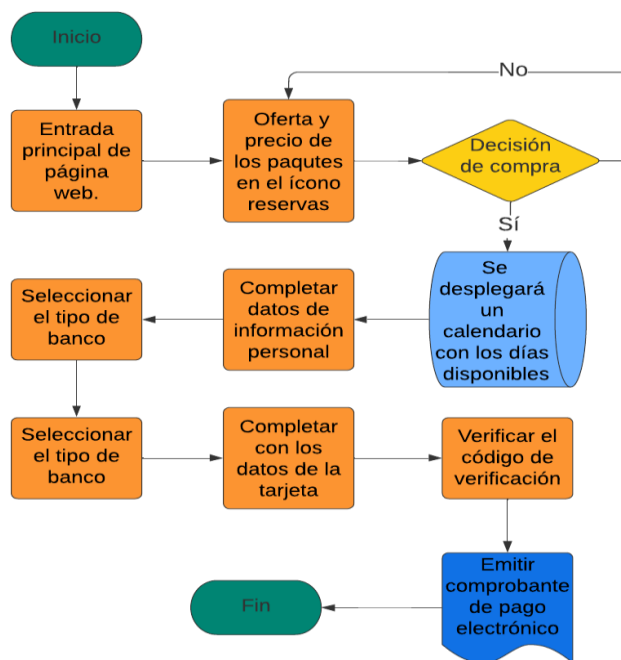 Inicio
No
Entrada
principal de
página
web.
Oferta y
precio de
los paqutes
en el ícono
reservas
Decisión
de compra
Sí
Se
desplegará
un
calendario
con los días
disponibles
Completar
datos de
información
personal
Seleccionar
el tipo de
banco
Seleccionar
el tipo de
banco
Completar
con los
datos de la
tarjeta
Verificar el
código de
verificación
Emitir
comprobante
de pago
electrónico
Fin